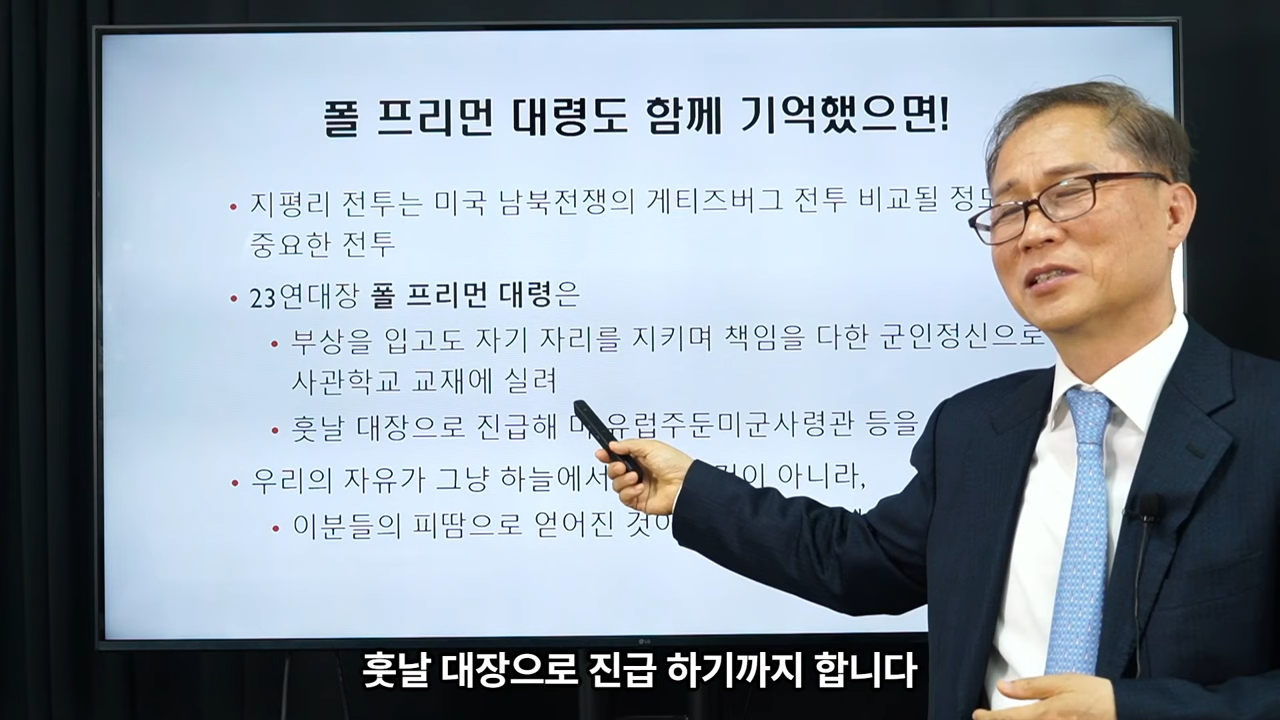 폴 프리먼 대령도 함께 기억했으면!
• 지평리 전투는 미국 남북전쟁의 게티즈버그 전투 비교될 정도
중요한 전투
• 23연대장 폴 프리먼 대령은
• 부상을 입고도 자기 자리를 지키며 책임을 다한 군인정신으로
사관학교 교재에 실려
• 훗날 대장으로 진급해 유럽주둔미군사령관 등을
• 우리의 자유가 그냥 하늘에서 것이 아니라,
• 이분들의 피땀으로 얻어진
LG
훗날 대장으로 진급 하기까지 합니다